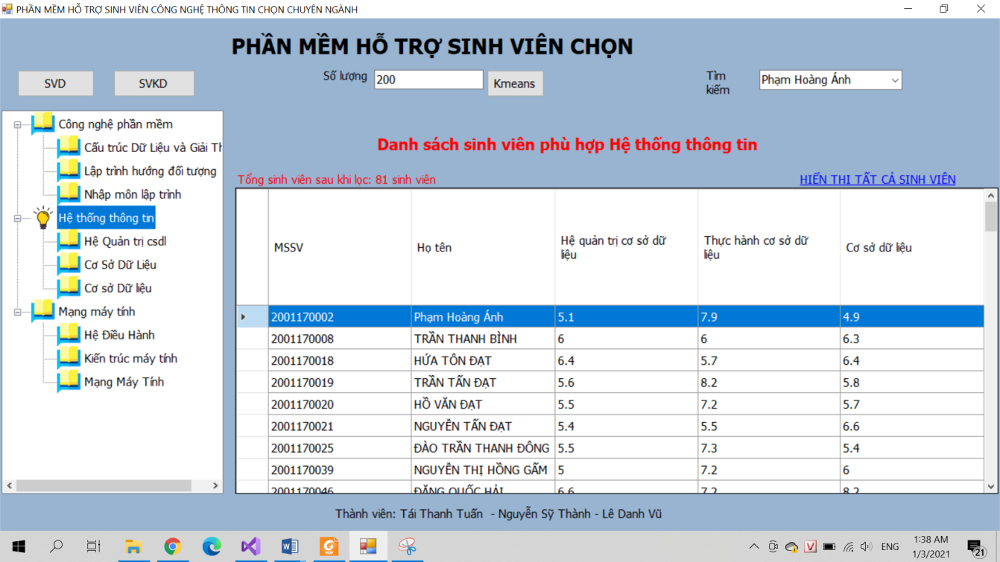 PHẦN MỀM HỖ TRỢ SINH VIÊN CÔNG NGHỆ THÔNG TIN CHỌN CHUYÊN NGÀNH
PHẦN MỀM HỖ TRỢ SINH VIÊN CHỌN
SVD
SVKD
Số lượng
200
Kmeans
Tìm
kiếm
Phạm Hoàng Ánh
Công nghệ phần mềm
Cấu trúc Dữ Liệu và Giải Th
Lập trình hướng đối tượng
Nhập môn lập trình
Hệ thống thông tin
Hệ Quản trị csdl
Cơ Sở Dữ Liệu
Cơ sở Dữ liệu
Mạng máy tính
Hệ Điều Hành
Kiến trúc máy tính
Mạng Máy Tính
Danh sách sinh viên phù hợp Hệ thống thông tin
Tổng sinh viên sau khi lọc: 81 sinh viên
HIỂN THI TẤT CẢ SINH VIÊN
MSSV Họ tên Hệ quản trị cơ sở dữ liệu Thực hành cơ sở dữ liệu Cơ sở dữ liệu
2001170002 Phạm Hoàng Ánh 5.1 7.9 4.9
2001170008 TRẦN THANH BÌNH 6 6 6.3
2001170018 HỨA TÔN ĐẠT 6.4 5.7 6.4
2001170019 TRẦN TẤN ĐẠT 5.6 8.2 5.8
2001170020 HỒ VĂN ĐẠT 5.5 7.2 5.7
2001170021 NGUYỄN TẤN ĐẠT 5.4 5.5 6.6
2001170025 ĐÀO TRẦN THANH ĐÔNG 5.5 7.3 5.4
2001170039 NGUYỄN THỊ HỒNG GẤM 5 7.2 6
2001170046 ĐẶNG QUỐC HẢI 6.6 7.2 8.2
Thành viên: Tái Thanh Tuấn - Nguyễn Sỹ Thành - Lê Danh Vũ
ENG
1:38 AM
1/3/2021
21